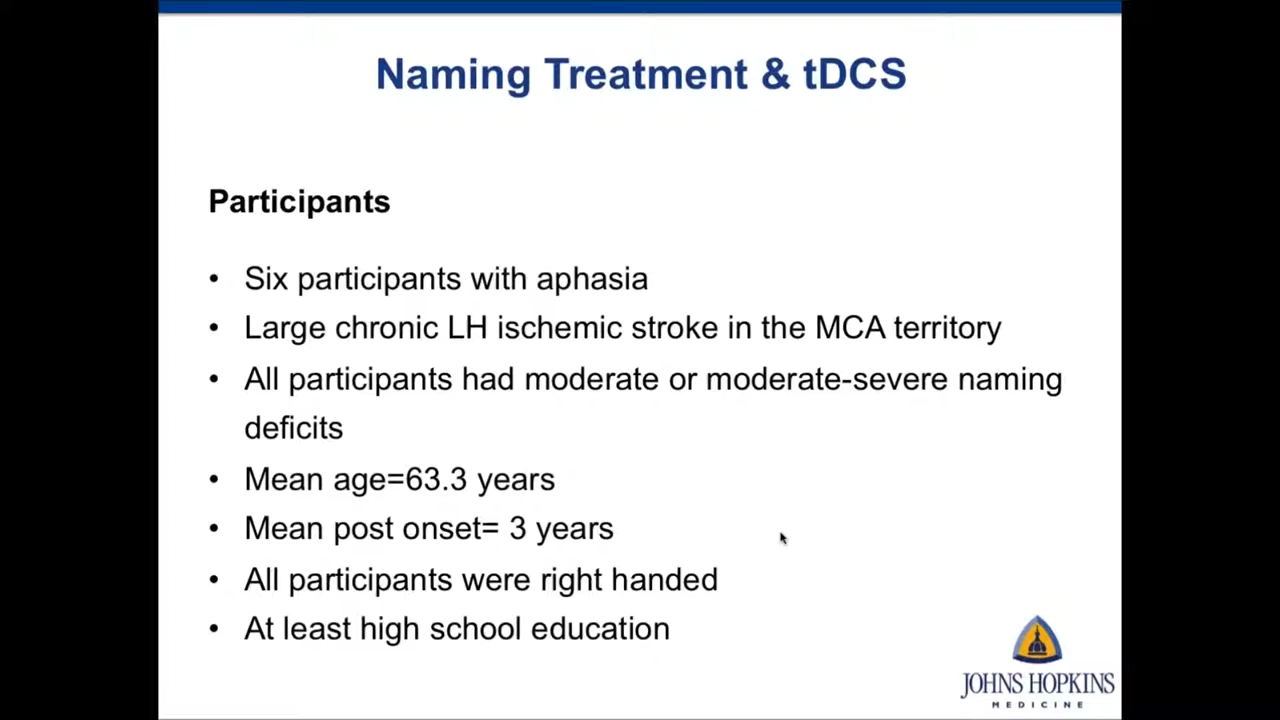 Naming Treatment & tDCS
Participants
• Six participants with aphasia
• Large chronic LH ischemic stroke in the MCA territory
• All participants had moderate or moderate-severe naming
deficits
• Mean age=63.3 years
• Mean post onset= 3 years
• All participants were right handed
• At least high school education
JOHNS HOPKINS
MEDICINE